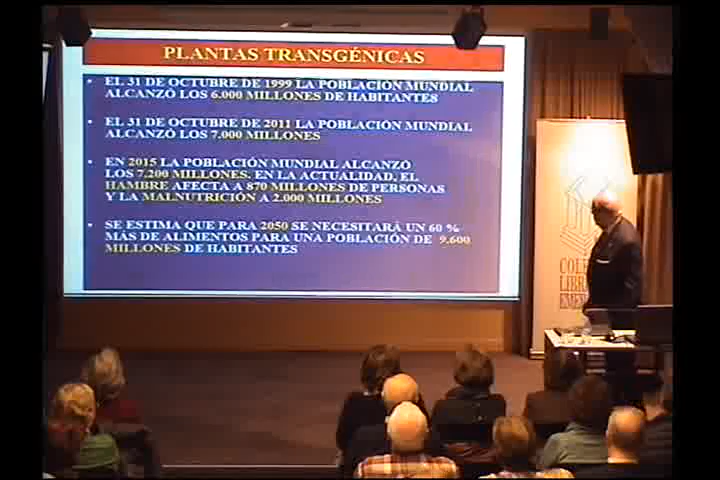 PLANTAS TRANSGÉNICAS
• EL 31 DE OCTUBRE DE 1999 LA POBLACIÓN MUNDIAL
ALCANZÓ LOS 6.000 MILLONES DE HABITANTES
• EL 31 DE OCTUBRE DE 2011 LA POBLACIÓN MUNDIAL
ALCANZÓ LOS 7.000 MILLONES
• EN 2015 LA POBLACIÓN MUNDIAL ALCANZÓ
LOS 7.200 MILLONES. EN LA ACTUALIDAD, EL
HAMBRE AFECTA A 870 MILLONES DE PERSONAS
Y LA MALNUTRICIÓN A 2.000 MILLONES
• SE ESTIMA QUE PARA 2050 SE NECESITARÁ UN 60 %
MÁS DE ALIMENTOS PARA UNA POBLACIÓN DE 9.600
MILLONES DE HABITANTES